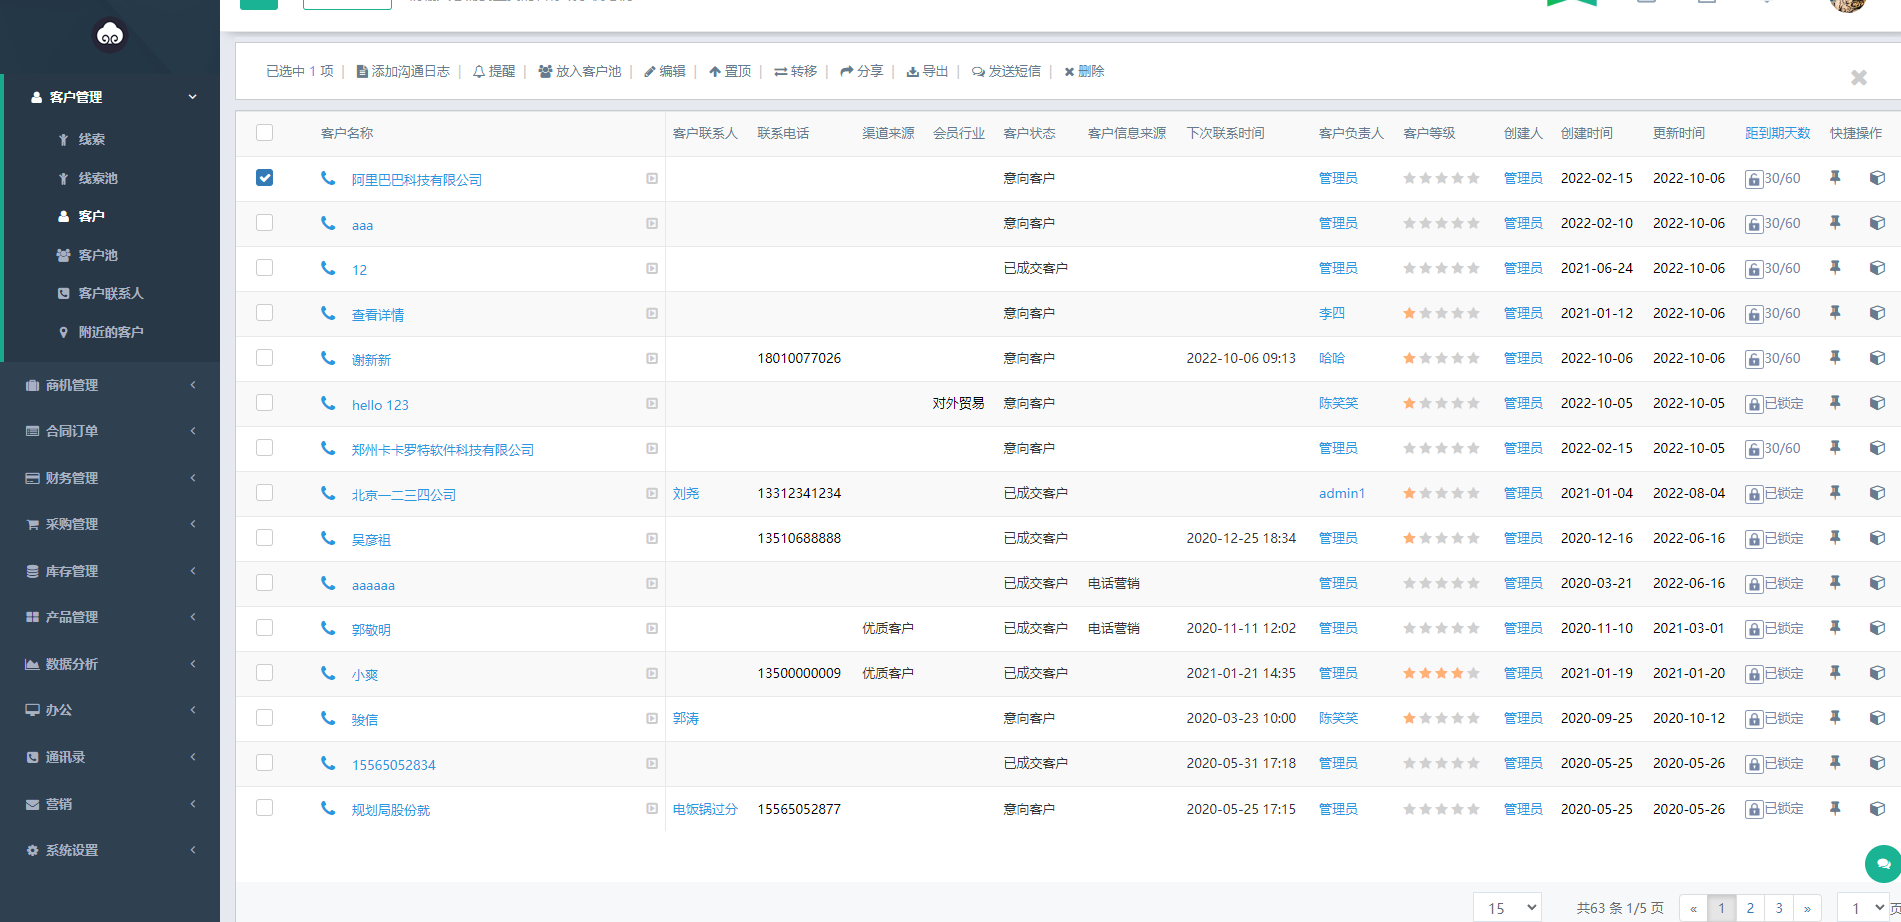 已选中 1 项 | 添加沟通日志 | 提醒 | 放入客户池 | 编辑 | 置顶 | 转移 | 分享 | 导出 | 发送短信 | 删除
客户管理
线索
线索池
客户
客户池
客户联系人
附近的客户
商机管理
合同订单
财务管理
采购管理
库存管理
产品管理
数据分析
办公
通讯录
营销
系统设置
客户名称 客户联系人 联系电话 渠道来源 会员行业 客户状态 客户信息来源 下次联系时间 客户负责人 客户等级 创建人 创建时间 更新时间 距到期天数 快捷操作
阿里巴巴科技有限公司 意向客户 管理员 管理员 2022-02-15 2022-10-06 30/60
aaa 意向客户 管理员 管理员 2022-02-10 2022-10-06 30/60
12 已成交客户 管理员 管理员 2021-06-24 2022-10-06 30/60
查看详情 意向客户 李四 管理员 2021-01-12 2022-10-06 30/60
谢新新 18010077026 意向客户 2022-10-06 09:13 哈哈 管理员 2022-10-06 2022-10-06 30/60
hello 123 对外贸易 意向客户 陈笑笑 管理员 2022-10-05 2022-10-05 已锁定
郑州卡卡罗特软件科技有限公司 意向客户 管理员 管理员 2022-02-15 2022-10-05 30/60
北京一二三四公司 刘尧 13312341234 已成交客户 admin1 管理员 2021-01-04 2022-08-04 已锁定
吴彦祖 13510688888 已成交客户 2020-12-25 18:34 管理员 管理员 2020-12-16 2022-06-16 已锁定
aaaaaa 已成交客户 电话营销 管理员 管理员 2020-03-21 2022-06-16 已锁定
郭敬明 优质客户 已成交客户 电话营销 2020-11-11 12:02 管理员 管理员 2020-11-10 2021-03-01 已锁定
小爽 13500000009 优质客户 已成交客户 2021-01-21 14:35 管理员 管理员 2021-01-19 2021-01-20 已锁定
骏信 郭涛 意向客户 2020-03-23 10:00 陈笑笑 管理员 2020-09-25 2020-10-12 已锁定
15565052834 已成交客户 2020-05-31 17:18 管理员 管理员 2020-05-25 2020-05-26 已锁定
规划局股份就 电饭锅过分 15565052877 意向客户 2020-05-25 17:15 管理员 管理员 2020-05-25 2020-05-26 已锁定
15 共63 条 1/5 页 « 1 2 3 » 1 页